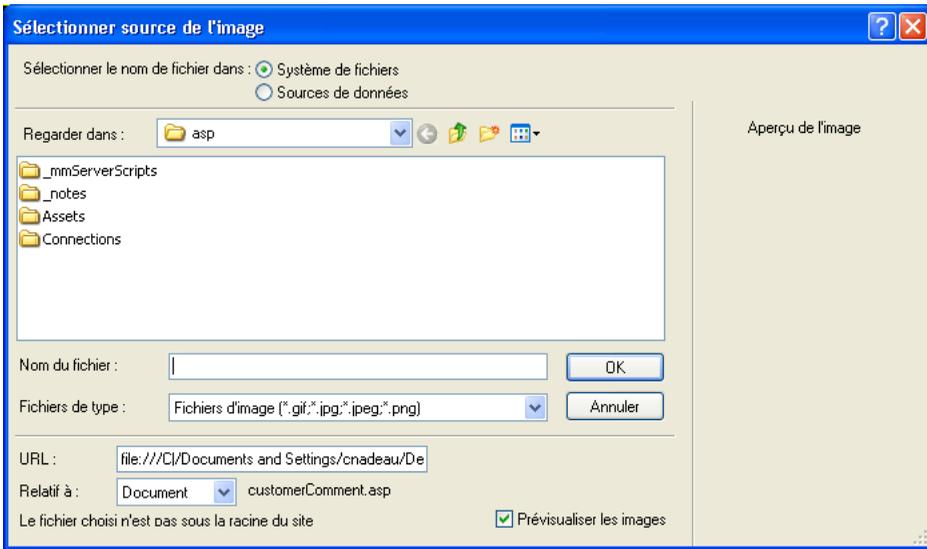 Sélectionner source de l'image
Sélectionner le nom de fichier dans : Système de fichiers
Sources de données
Regarder dans : asp
Aperçu de l'image
_mmServerScripts
_notes
Assets
Connections
Nom du fichier : OK
Fichiers de type : Fichiers d'image (*.gif;*.jpg;*.jpeg;*.png) Annuler
URL : file:///C|/Documents and Settings/cnadeau/De
Relatif à : Document customerComment.asp
Le fichier choisi n'est pas sous la racine du site Prévisualiser les images